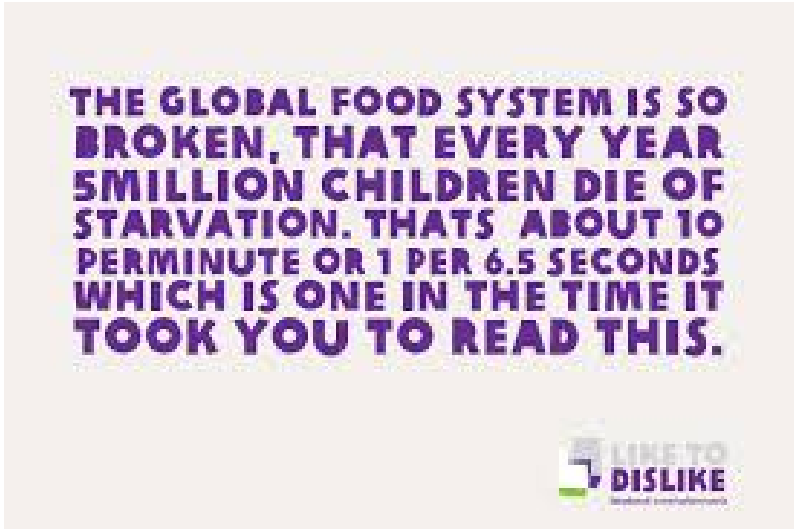 THE GLOBAL FOOD SYSTEM IS SO
BROKEN, THAT EVERY YEAR
5MILLION CHILDREN DIE OF
STARVATION. THATS ABOUT 10
PERMINUTE OR 1 PER 6.5 SECONDS
WHICH IS ONE IN THE TIME IT
TOOK YOU TO READ THIS.
LIKE TO
DISLIKE